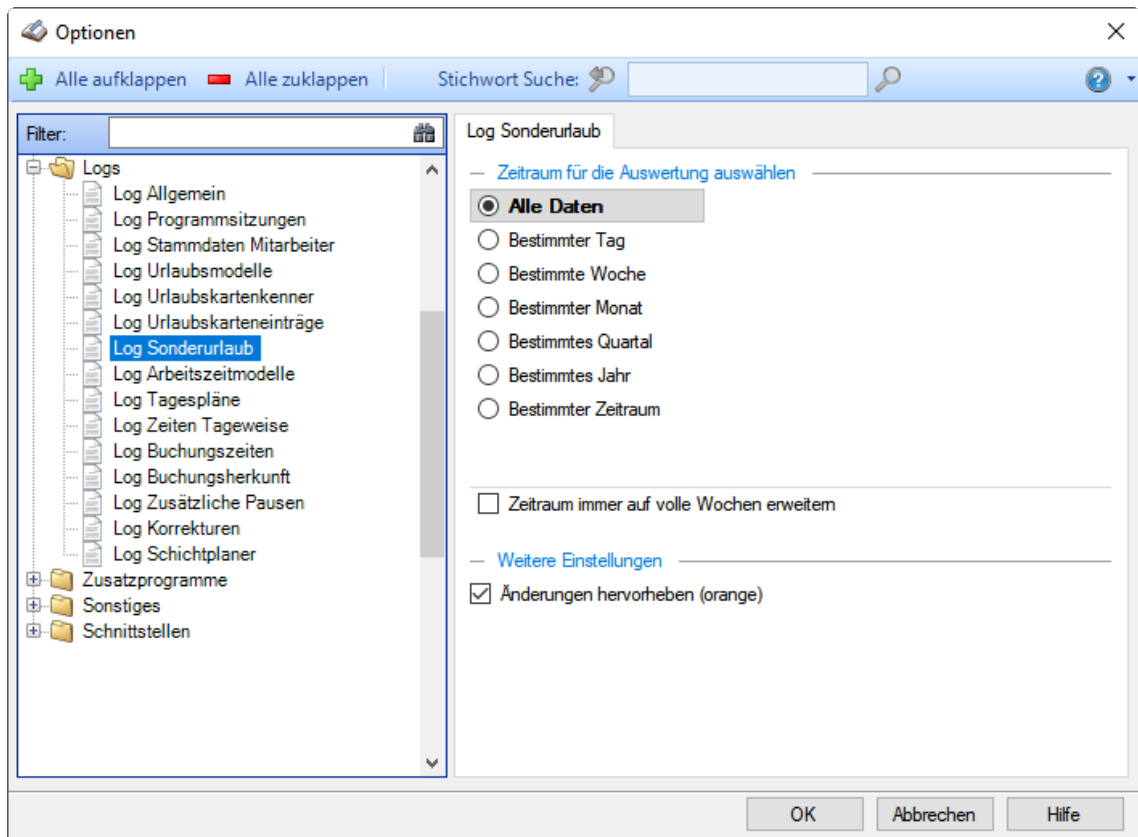 Optionen
Alle aufklappen Alle zuklappen Stichwort Suche:
Filter:
Logs
Log Allgemein
Log Programmsitzungen
Log Stammdaten Mitarbeiter
Log Urlaubsmodelle
Log Urlaubskartenkenner
Log Urlaubskarteneinträge
Log Sonderurlaub
Log Arbeitszeitmodelle
Log Tagespläne
Log Zeiten Tageweise
Log Buchungszeiten
Log Buchungsherkunft
Log Zusätzliche Pausen
Log Korrekturen
Log Schichtplaner
Zusatzprogramme
Sonstiges
Schnittstellen
Log Sonderurlaub
Zeitraum für die Auswertung auswählen
Alle Daten
Bestimmter Tag
Bestimmte Woche
Bestimmter Monat
Bestimmtes Quartal
Bestimmtes Jahr
Bestimmter Zeitraum
Zeitraum immer auf volle Wochen erweitern
Weitere Einstellungen
Änderungen hervorheben (orange)
OK Abbrechen Hilfe